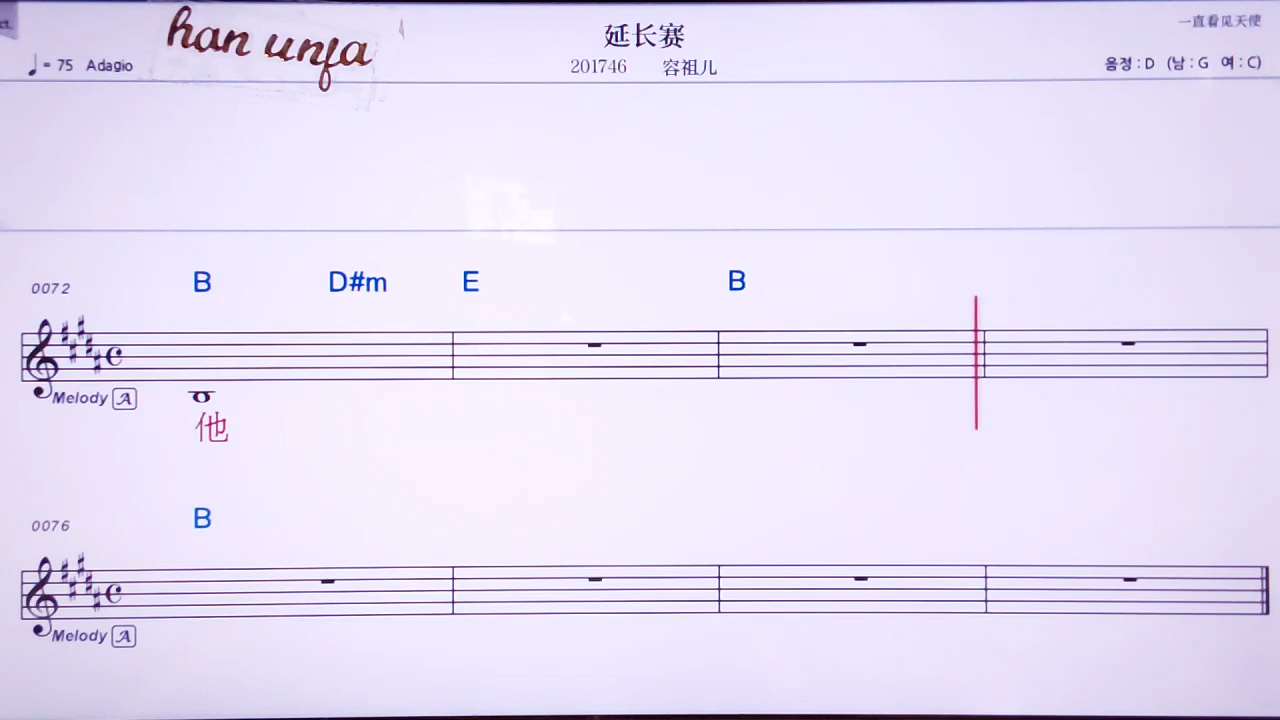 han unfa
延长赛
一直看见天使
♩ = 75 Adagio
201746 容祖儿
음정 : D (남 : G 여 : C)
0072 B D#m E B
Melody A
他
0076 B
Melody A